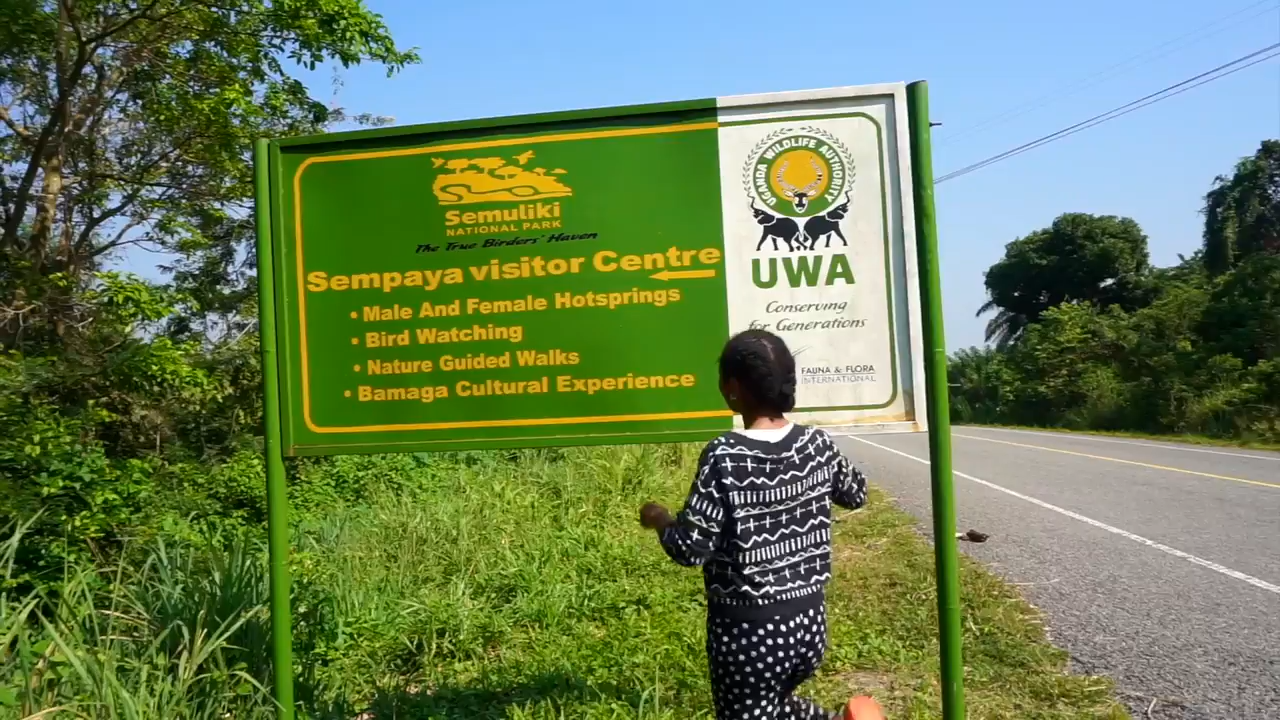 Semuliki
NATIONAL PARK
The True Birders' Haven
Sempaya visitor Centre
• Male And Female Hotsprings
• Bird Watching
• Nature Guided Walks
• Bamaga Cultural Experience
UGANDA WILDLIFE AUTHORITY
UWA
Conserving
for Generations
FAUNA & FLORA
INTERNATIONAL